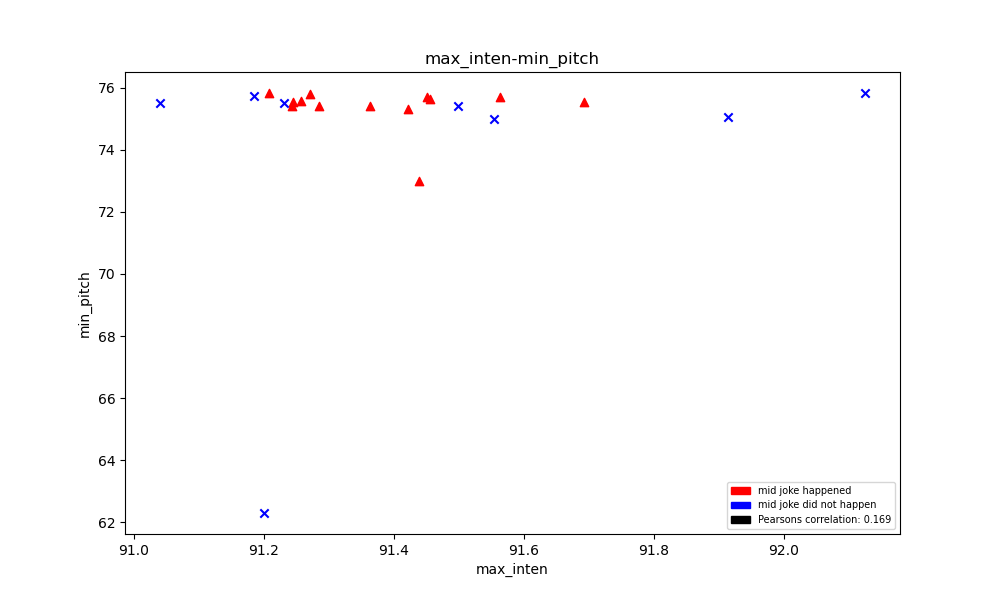 max_inten-min_pitch
76
74
72
70
68
66
64
62
min_pitch
91.0 91.2 91.4 91.6 91.8 92.0
max_inten
mid joke happened
mid joke did not happen
Pearsons correlation: 0.169